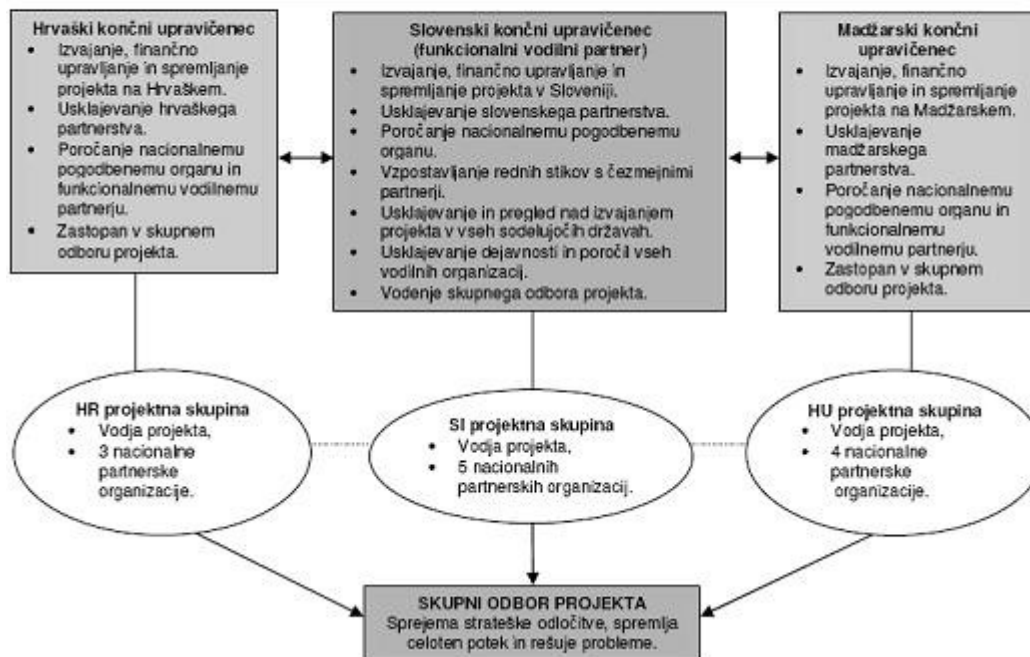 Hrvaški končni upravičenec
• Izvajanje, finančno
upravljanje in spremljanje
projekta na Hrvaškem.
• Usklajevanje hrvaškega
partnerstva.
• Poročanje nacionalnemu
pogodbenemu organu in
funkcionalnemu vodilnemu
partnerju.
• Zastopan v skupnem
odboru projekta.
Slovenski končni upravičenec
(funkcionalni vodilni partner)
• Izvajanje, finančno upravljanje in
spremljanje projekta v Sloveniji.
• Usklajevanje slovenskega partnerstva.
• Poročanje nacionalnemu pogodbenemu
organu.
• Vzpostavljanje rednih stikov s čezmejnimi
partnerji.
• Usklajevanje in pregled nad izvajanjem
projekta v vseh sodelujočih državah.
• Usklajevanje dejavnosti in poročil vseh
vodilnih organizacij.
• Vodenje skupnega odbora projekta.
Madžarski končni
upravičenec
• Izvajanje, finančno
upravljanje in spremljanje
projekta na Madžarskem.
• Usklajevanje
madžarskega
partnerstva.
• Poročanje nacionalnemu
pogodbenemu organu in
funkcionalnemu
vodilnemu partnerju.
• Zastopan v skupnem
odboru projekta.
HR projektna skupina
• Vodja projekta,
• 3 nacionalne
partnerske
organizacije.
SI projektna skupina
• Vodja projekta,
• 5 nacionalnih
partnerskih organizacij.
HU projektna skupina
• Vodja projekta,
• 4 nacionalne
partnerske
organizacije.
SKUPNI ODBOR PROJEKTA
Sprejema strateške odločitve, spremlja
celoten potek in rešuje probleme.